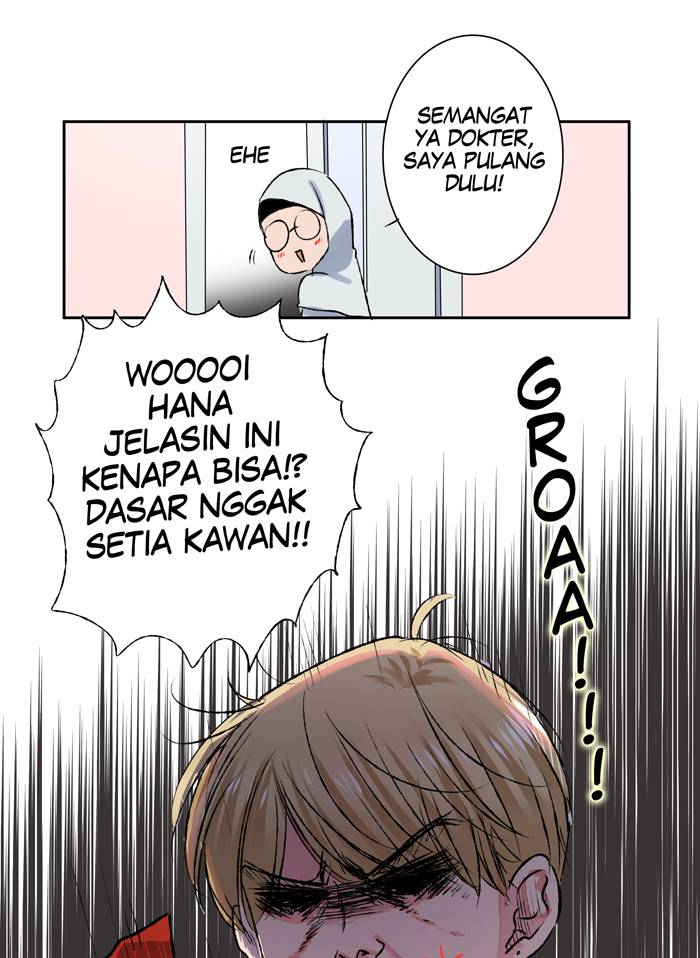 SEMANGAT
YA DOKTER,
SAYA PULANG
DULU!
EHE
WOOOOI
HANA
JELASIN INI
KENAPA BISA!?
DASAR NGGAK
SETIA KAWAN!!
GROAA!!!!